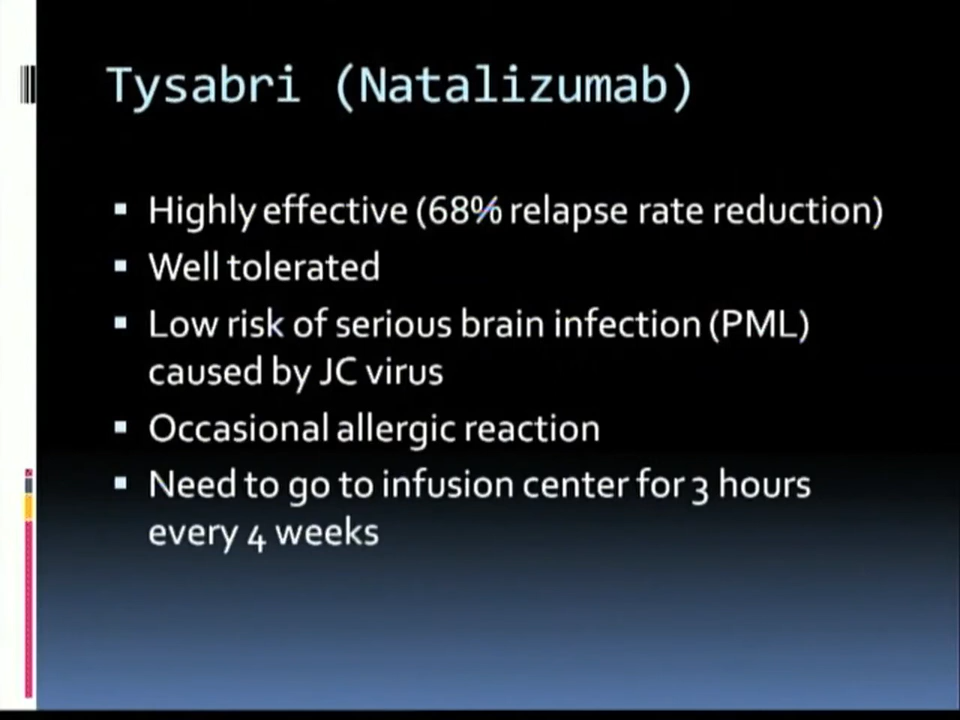 Tysabri (Natalizumab)
Highly effective (68% relapse rate reduction)
Well tolerated
Low risk of serious brain infection (PML)
caused by JC virus
Occasional allergic reaction
Need to go to infusion center for 3 hours
every 4 weeks